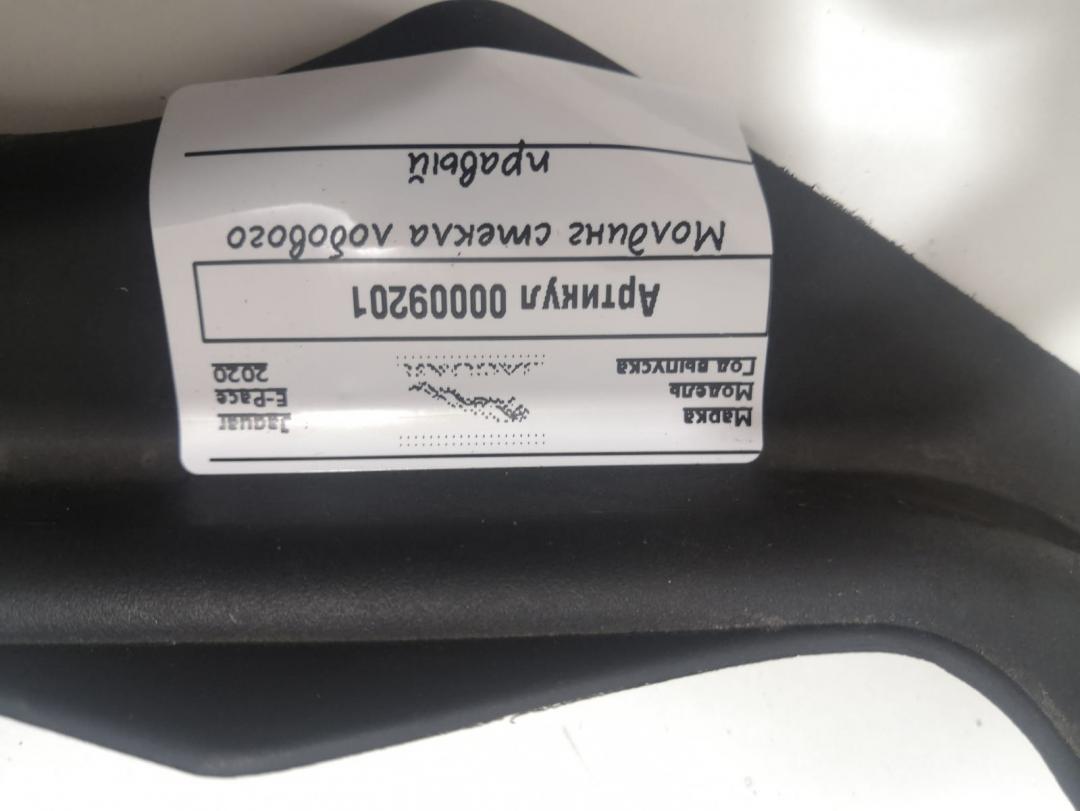 Марка Jaguar
Модель E-Pace
Год выпуска 2020
Артикул 00009201
Молдинг стекла лобового
правый